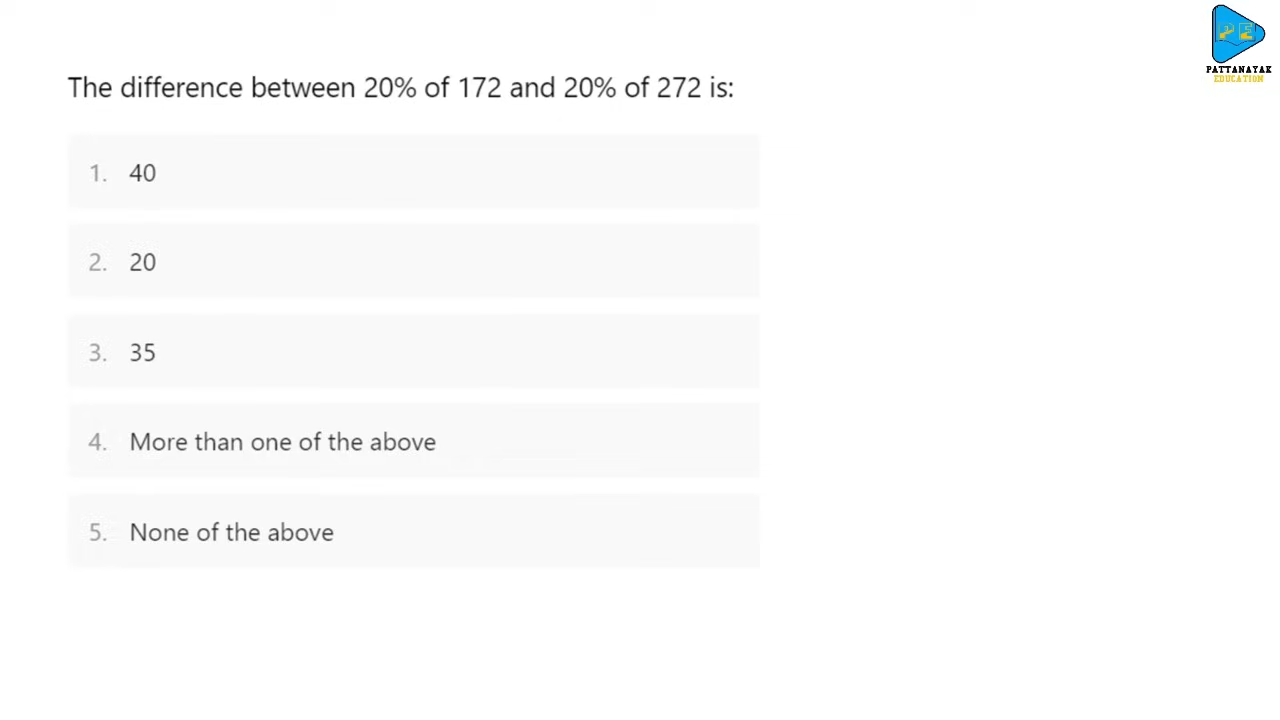 PE
PATTANAYAK
EDUCATION
The difference between 20% of 172 and 20% of 272 is:
1. 40
2. 20
3. 35
4. More than one of the above
5. None of the above